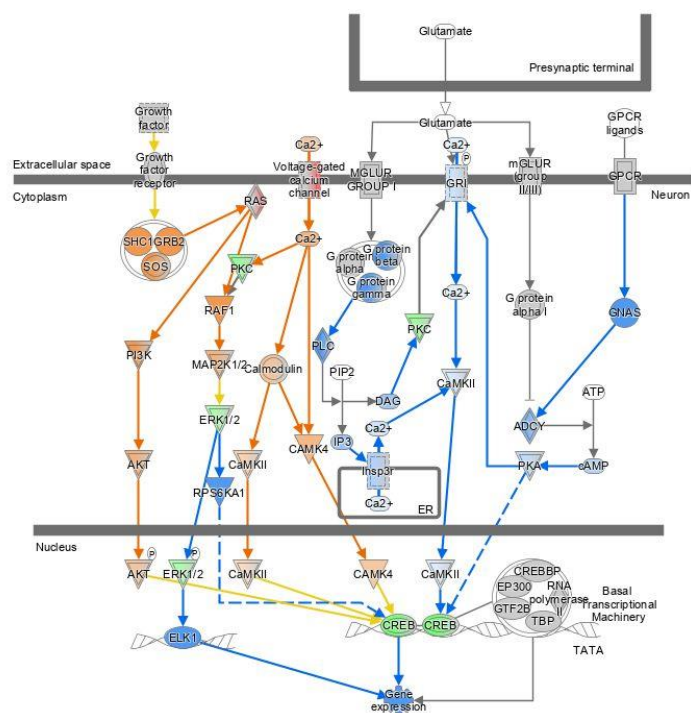 Glutamate
Presynaptic terminal
Growth
factor
Ca2+
Glutamate
Ca2+
P
GPCR
ligands
Extracellular space
Growth
factor
receptor
Voltage-gated
calcium
channel
MGLUR
GROUP I
GRI
mGLUR
(group
II/III)
GPCR
Cytoplasm
Neuron
RAS
SHC1
GRB2
SOS
PKC
Ca2+
G protein
alpha
G protein
beta
G protein
gamma
Ca2+
G protein
alpha I
GNAS
RAF1
PKC
PI3K
MAP2K1/2
Calmodulin
PLC
PIP2
CaMKII
DAG
ATP
ERK1/2
Ca2+
ADCY
AKT
CaMKII
CAMK4
IP3
Insp3r
PKA
cAMP
RPS6KA1
Ca2+
ER
Nucleus
P
P
AKT
ERK1/2
CaMKII
CAMK4
CaMKII
CREBBP
EP300
RNA
polymerase
II
GTF2B
TBP
Basal
Transcriptional
Machinery
ELK1
CREB
CREB
TATA
Gene
expression